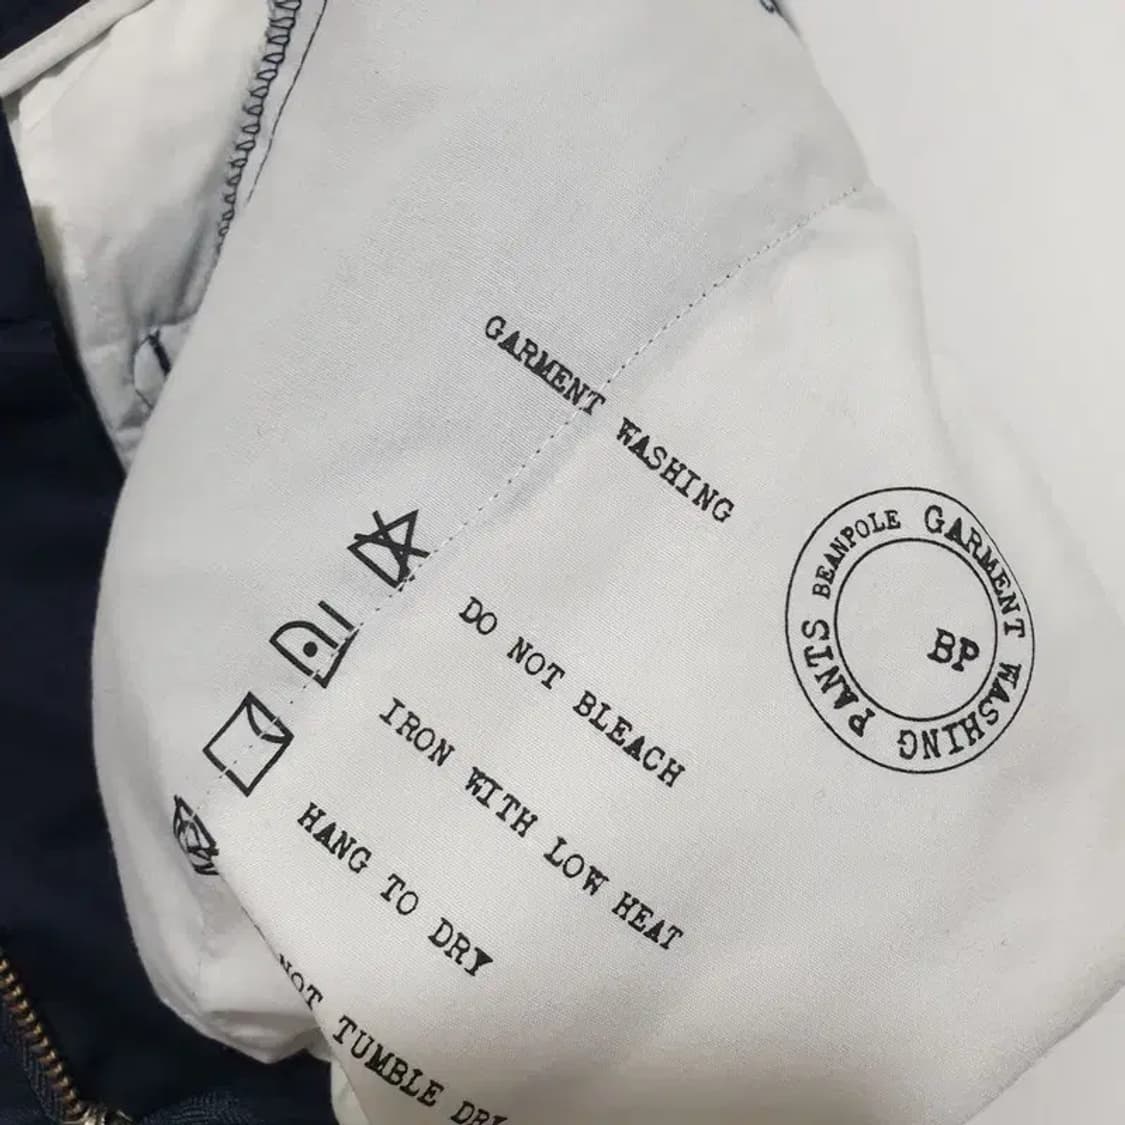 GARMENT WASHING
DO NOT BLEACH
IRON WITH LOW HEAT
HANG TO DRY
NOT TUMBLE DRY
BEANPOLE GARMENT WASHING PANTS
BP